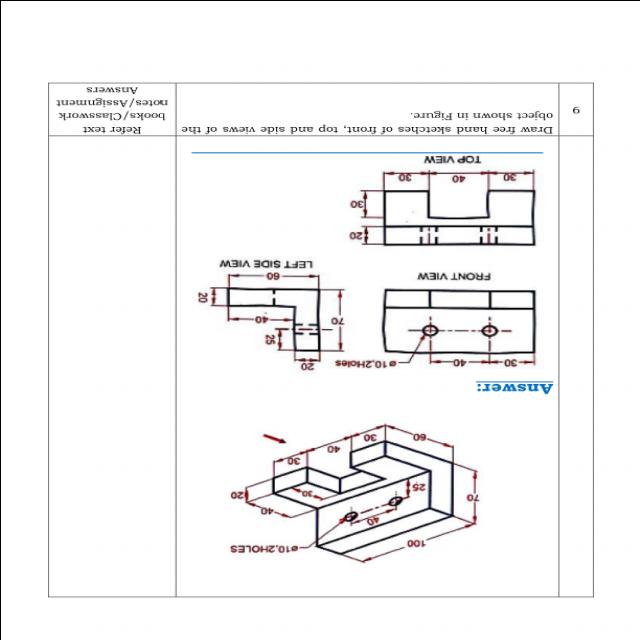 100
ø10,2HOLES
40
40
70
20
30
25
30
40
60
30
Answer:
30
40
ø10,2Holes
20
25
70
40
20
60
FRONT VIEW
LEFT SIDE VIEW
20
30
30
40
30
TOP VIEW
9
Draw free hand sketches of front, top and side views of the
object shown in Figure.
Refer text
books/Classwork
notes/Assignment
Answers